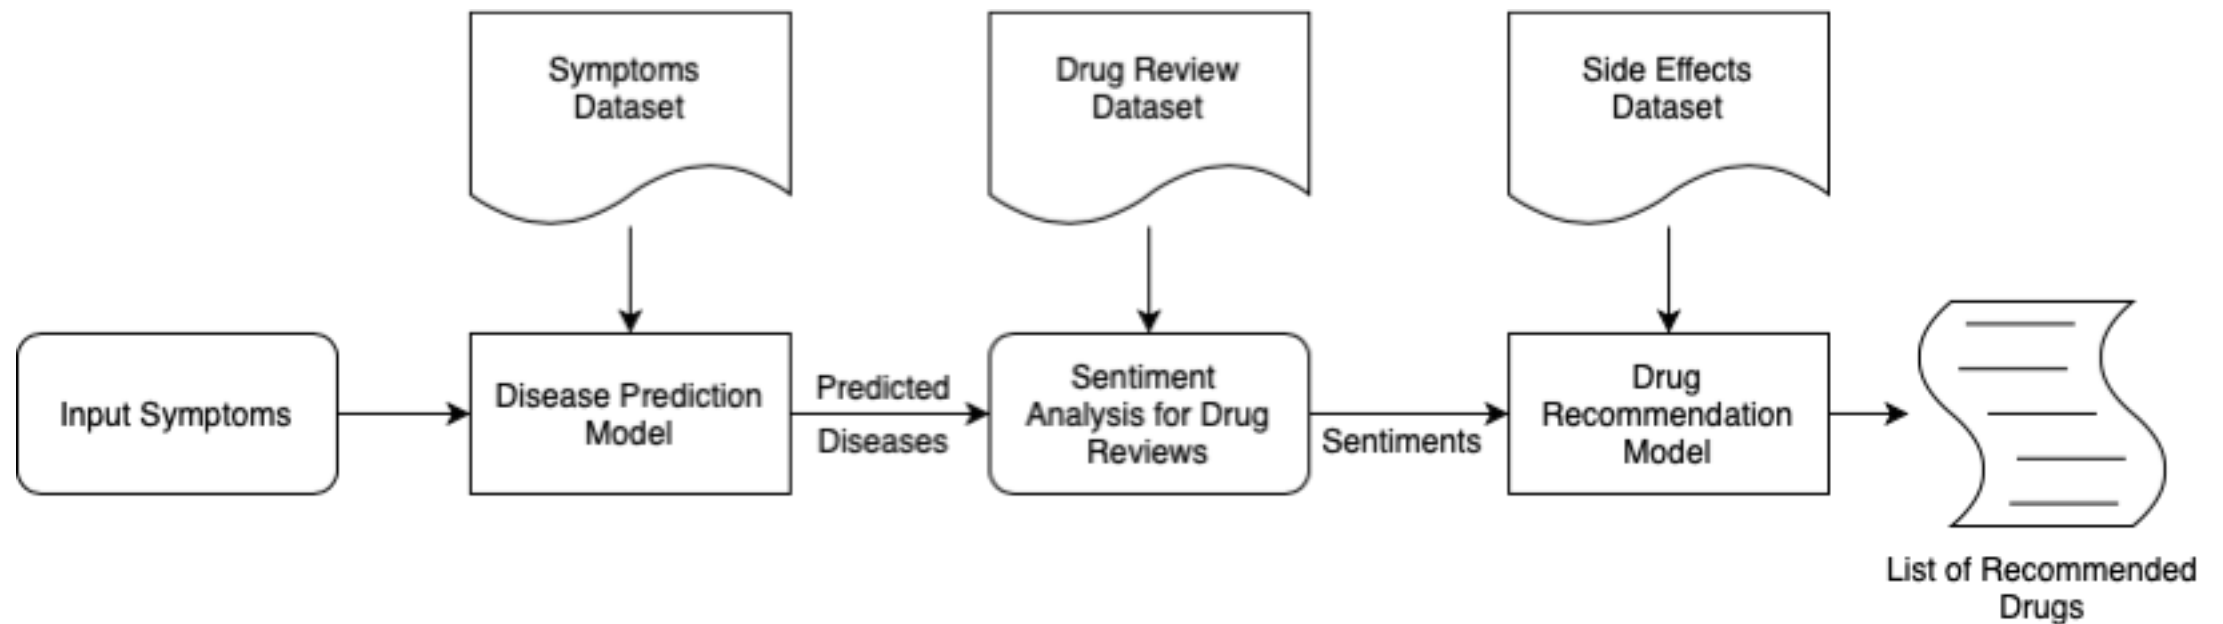 Symptoms
Dataset
Drug Review
Dataset
Side Effects
Dataset
Input Symptoms
Disease Prediction
Model
Predicted
Diseases
Sentiment
Analysis for Drug
Reviews
Sentiments
Drug
Recommendation
Model
List of Recommended
Drugs